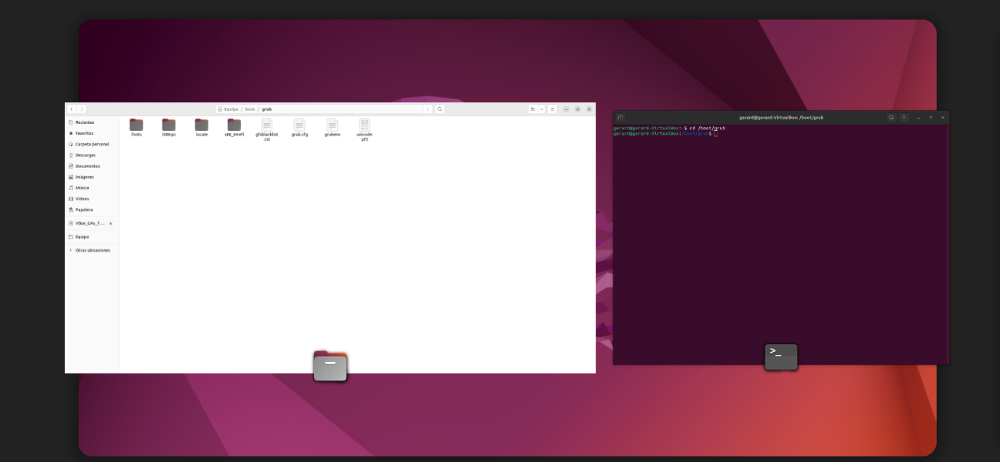 Equipo / boot / grub
Recientes
Favoritos
Carpeta personal
Descargas
Documentos
Imágenes
Música
Vídeos
Papelera
VBox_GAs_7....
Equipo
+ Otras ubicaciones
fonts
i386-pc
locale
x86_64-efi
gfxblacklist
.txt
grub.cfg
grubenv
unicode.
pf2
gerard@gerard-VirtualBox: /boot/grub
gerard@gerard-VirtualBox:~$ cd /boot/grub
gerard@gerard-VirtualBox:/boot/grub$
>_